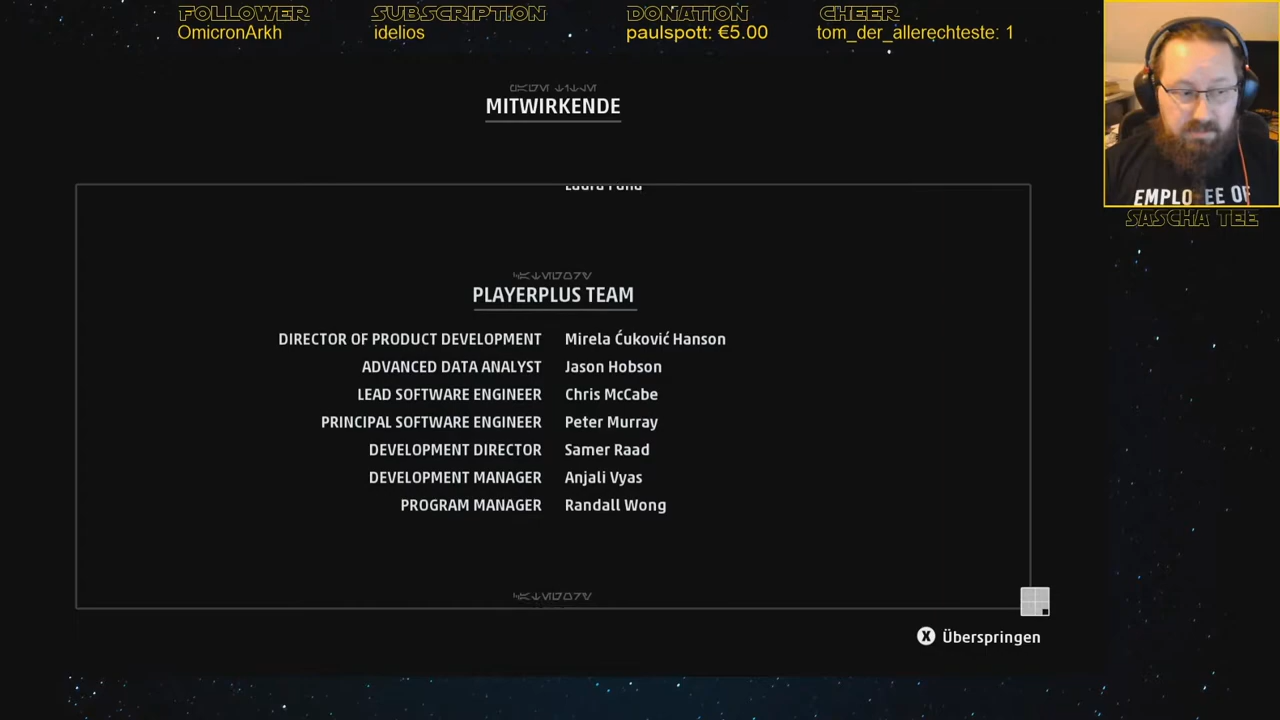 FOLLOWER
OmicronArkh
SUBSCRIPTION
idelios
DONATION
paulspott: €5.00
CHEER
tom_der_allerechteste: 1
EMPLOYEE OF
SASCHA TEE
MITWIRKENDE
PLAYERPLUS TEAM
DIRECTOR OF PRODUCT DEVELOPMENT Mirela Ćuković Hanson
ADVANCED DATA ANALYST Jason Hobson
LEAD SOFTWARE ENGINEER Chris McCabe
PRINCIPAL SOFTWARE ENGINEER Peter Murray
DEVELOPMENT DIRECTOR Samer Raad
DEVELOPMENT MANAGER Anjali Vyas
PROGRAM MANAGER Randall Wong
X Überspringen